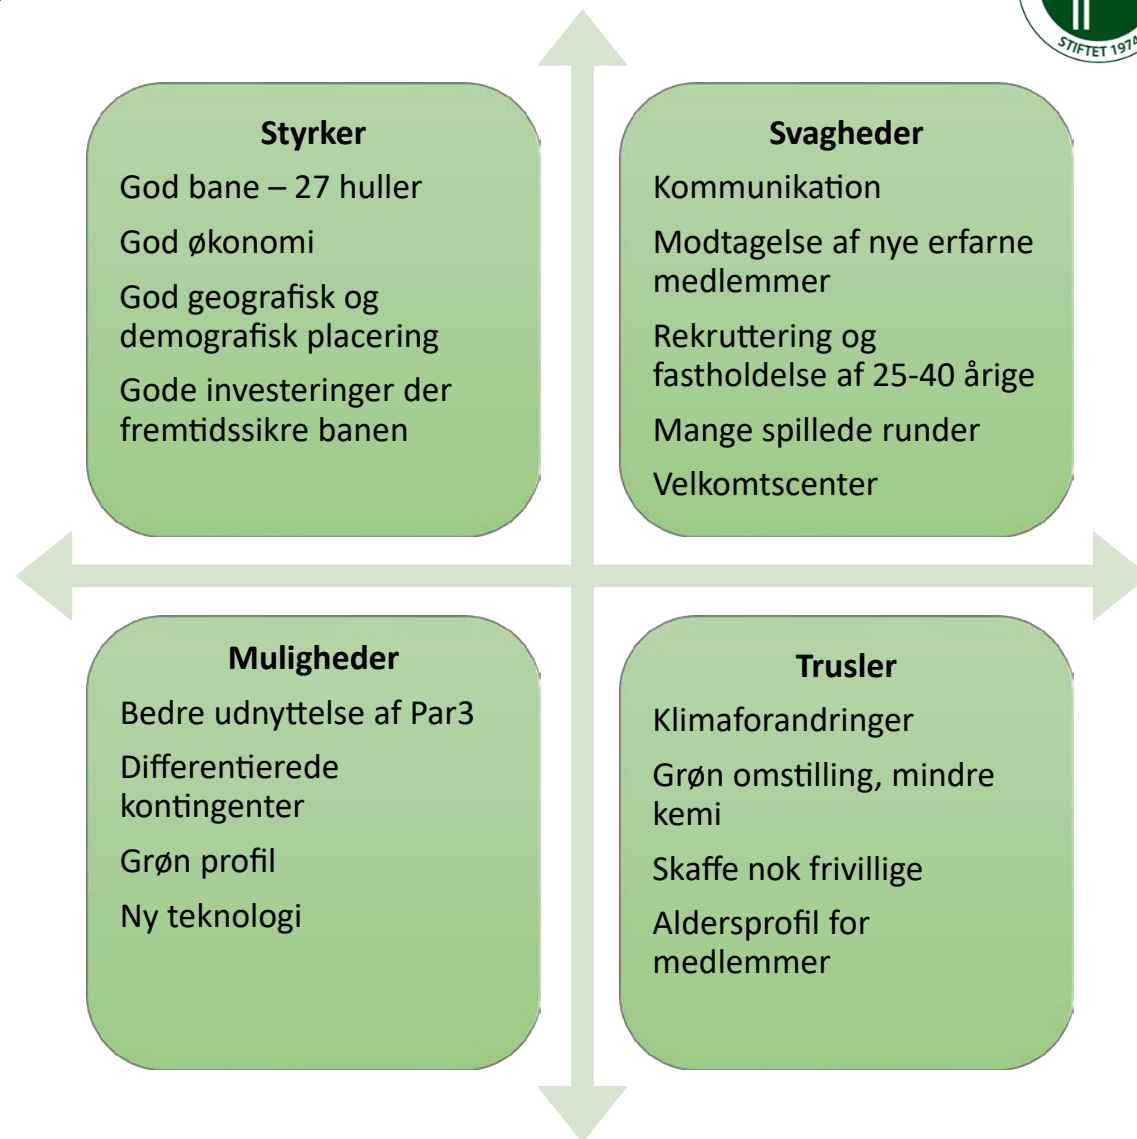 STIFTET 1974
Styrker
God bane – 27 huller
God økonomi
God geografisk og
demografisk placering
Gode investeringer der
fremtidssikre banen
Svagheder
Kommunikation
Modtagelse af nye erfarne
medlemmer
Rekruttering og
fastholdelse af 25-40 årige
Mange spillede runder
Velkomtscenter
Muligheder
Bedre udnyttelse af Par3
Differentierede
kontingenter
Grøn profil
Ny teknologi
Trusler
Klimaforandringer
Grøn omstilling, mindre
kemi
Skaffe nok frivillige
Aldersprofil for
medlemmer